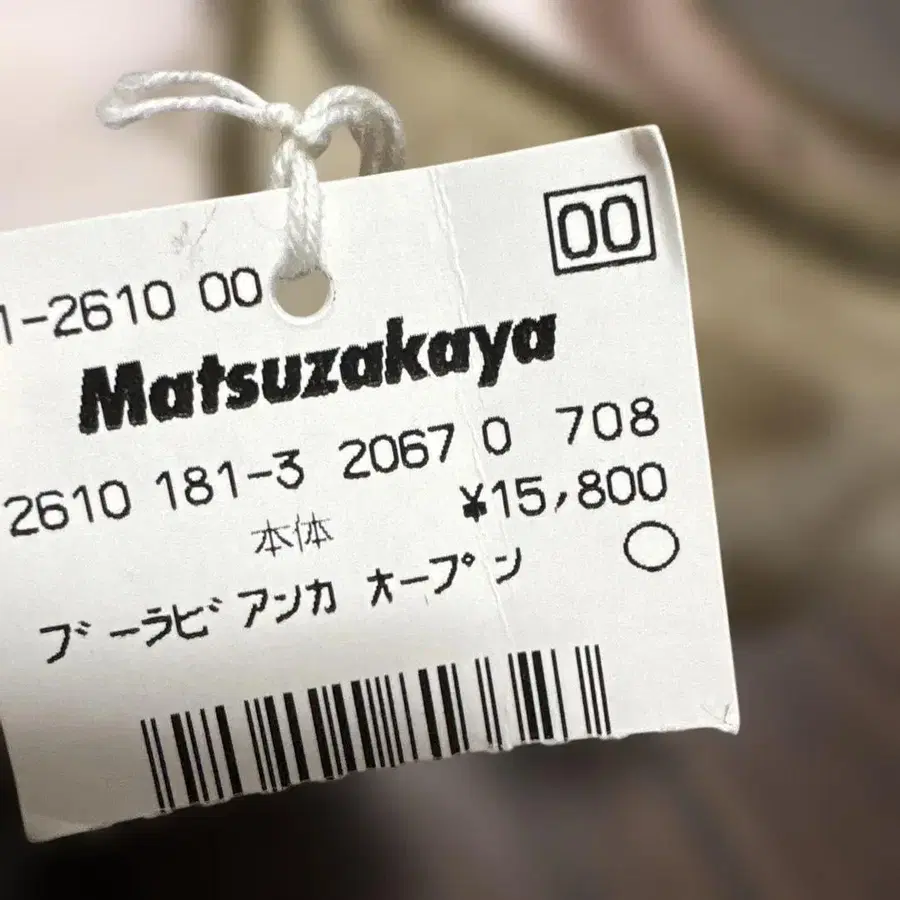 00
1-2610 00
Matsuzakaya
2610 181-3 2067 0 708
本体 ¥15,800
ブーラビアンカ オープン ○